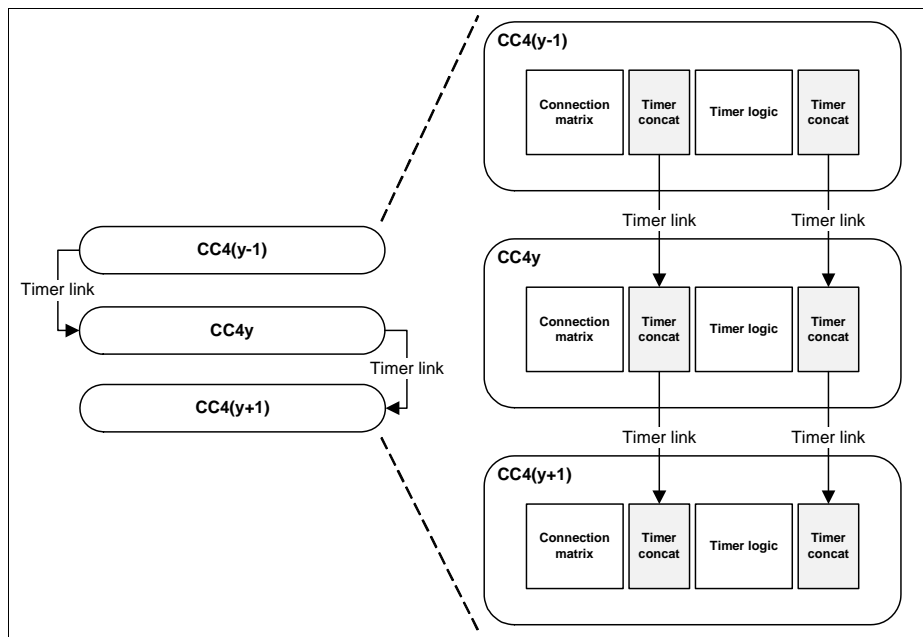 CC4(y-1)
Timer link
CC4y
Timer link
CC4(y+1)
CC4(y-1)
Connection
matrix
Timer
concat
Timer logic
Timer
concat
Timer link
Timer link
CC4y
Connection
matrix
Timer
concat
Timer logic
Timer
concat
Timer link
Timer link
CC4(y+1)
Connection
matrix
Timer
concat
Timer logic
Timer
concat